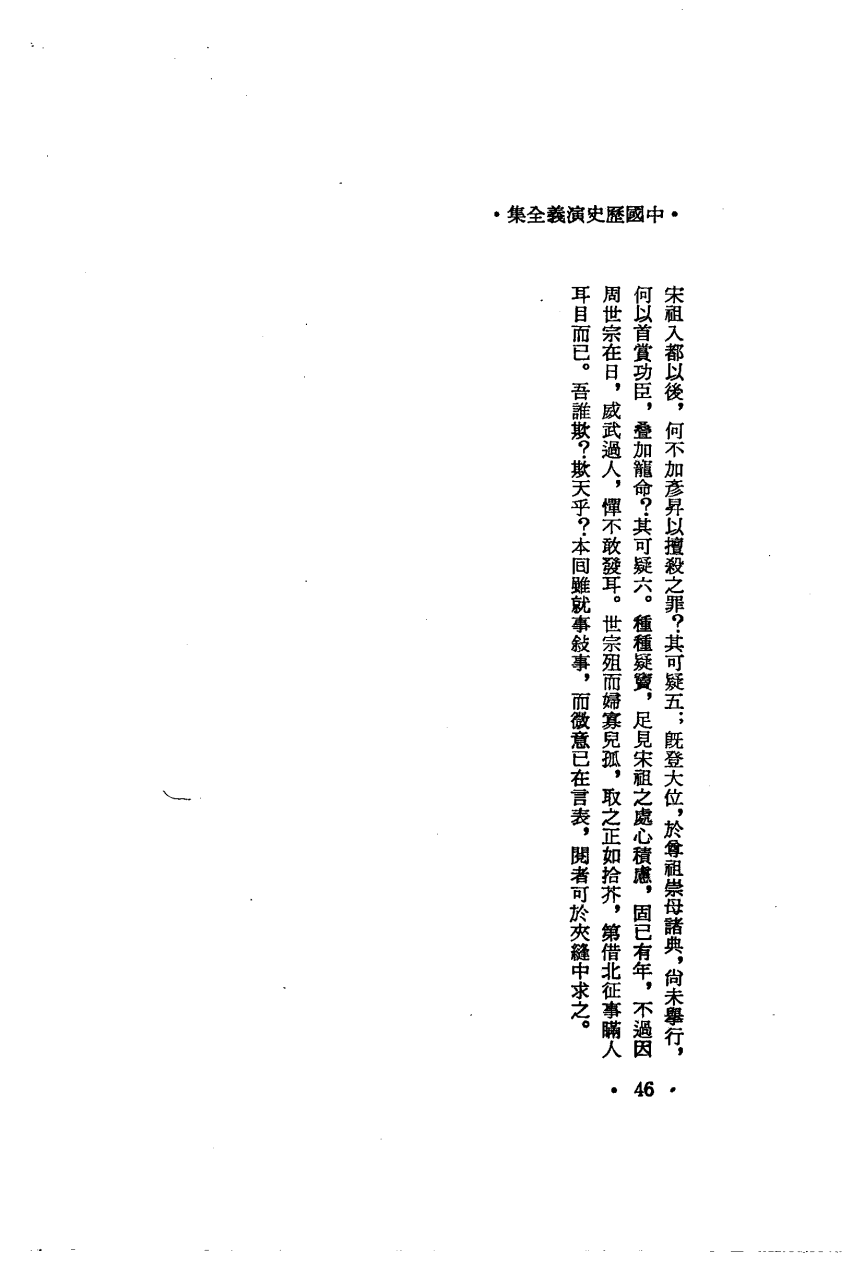 •中國歷史演義全集•
宋祖入都以後，何不加彥昇以擅殺之罪？其可疑五；旣登大位，於尊祖崇母諸典，尙未舉行，
何以首賞功臣，叠加寵命？其可疑六。種種疑竇，足見宋祖之處心積慮，固已有年，不過因
周世宗在日，威武過人，憚不敢發耳。世宗殂而婦寡兒孤，取之正如拾芥，第借北征事瞞人
耳目而已。吾誰欺？欺天乎？本囘雖就事敍事，而微意已在言表，閱者可於夾縫中求之。
• 46 •